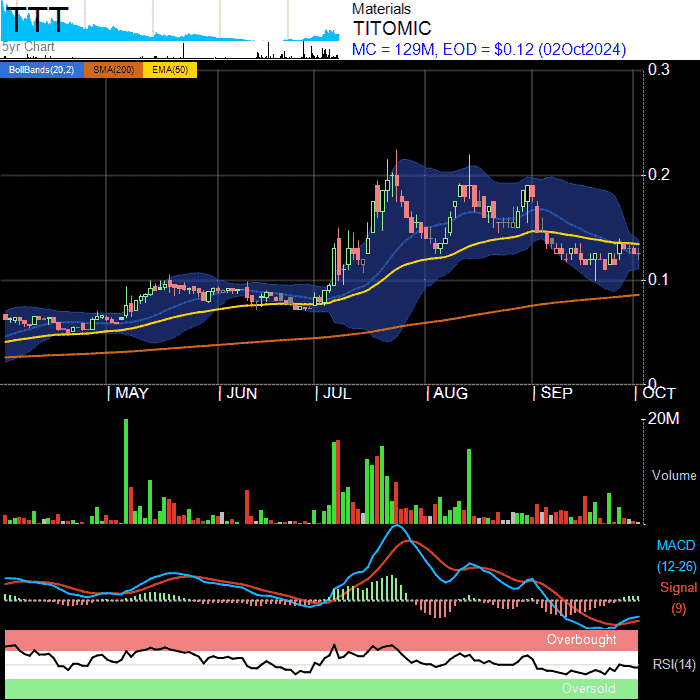 TTT
5yr Chart
Materials
TITOMIC
MC = 129M, EOD = $0.12 (02Oct2024)
BollBands(20,2) SMA(200) EMA(50)
0.3
0.2
0.1
0
MAY JUN JUL AUG SEP OCT
20M
Volume
MACD
(12-26)
Signal
(9)
Overbought
RSI(14)
Oversold